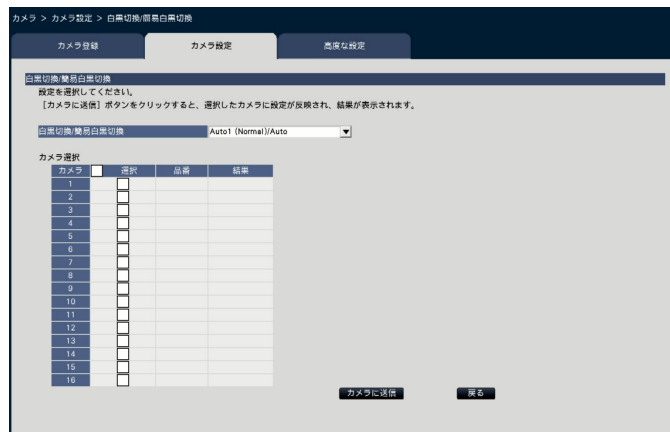 カメラ > カメラ設定 > 白黒切換/簡易白黒切換
カメラ登録 カメラ設定 高度な設定
白黒切換/簡易白黒切換
設定を選択してください。
[カメラに送信] ボタンをクリックすると、選択したカメラに設定が反映され、結果が表示されます。
白黒切換/簡易白黒切換 Auto1 (Normal)/Auto
カメラ選択
カメラ 選択 品番 結果
1
2
3
4
5
6
7
8
9
10
11
12
13
14
15
16
カメラに送信 戻る